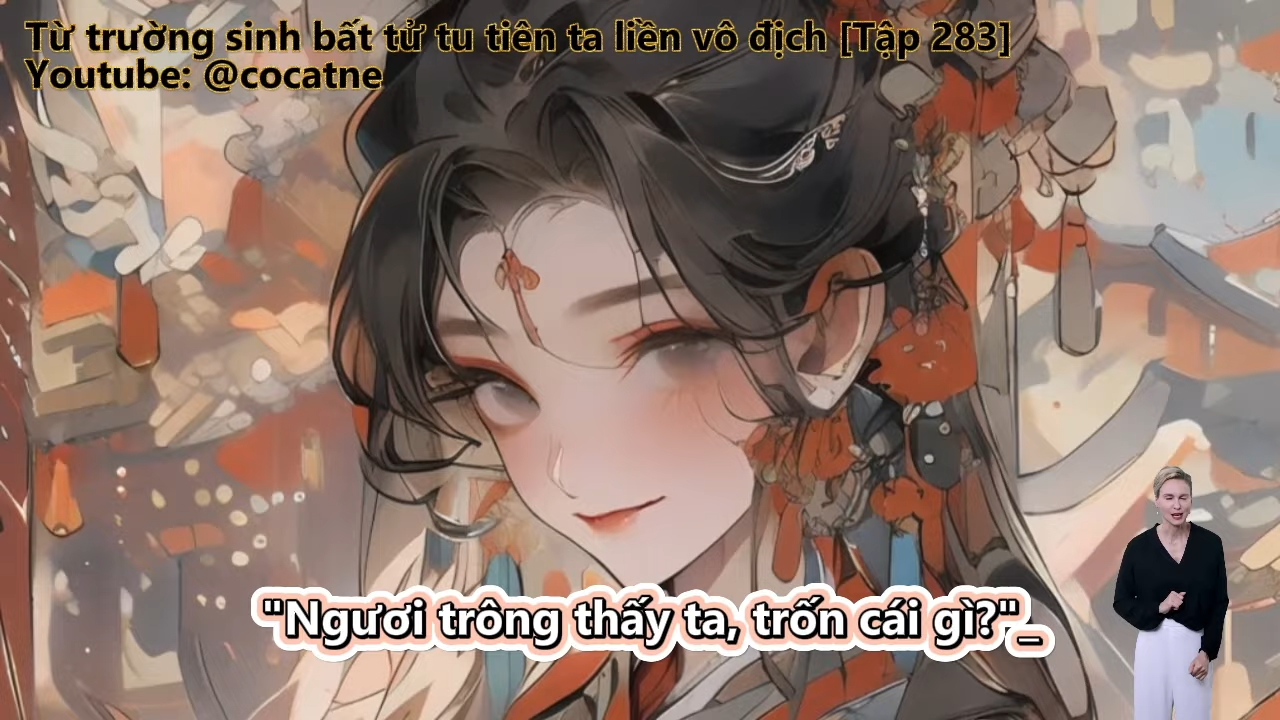 Từ trường sinh bất tử tu tiên ta liền vô địch [Tập 283]
Youtube: @cocatne
"Ngươi trông thấy ta, trốn cái gì?"_